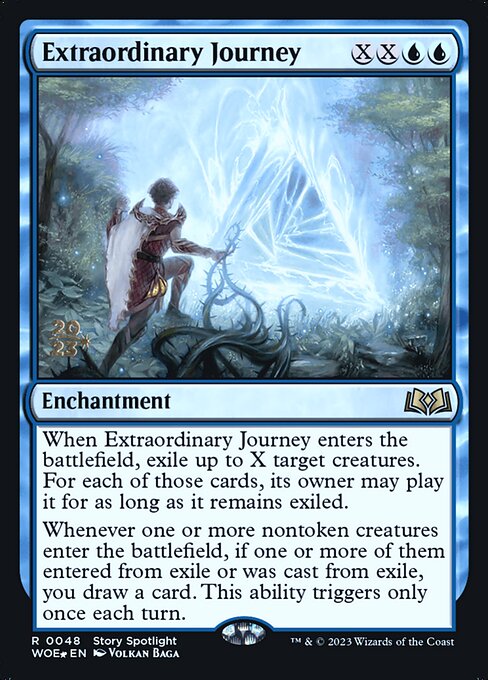 Extraordinary Journey XX
2023
Enchantment
When Extraordinary Journey enters the
battlefield, exile up to X target creatures.
For each of those cards, its owner may play
it for as long as it remains exiled.
Whenever one or more nontoken creatures
enter the battlefield, if one or more of them
entered from exile or was cast from exile,
you draw a card. This ability triggers only
once each turn.
R 0048 Story Spotlight ™ & © 2023 Wizards of the Coast
WOE★EN Volkan Baga